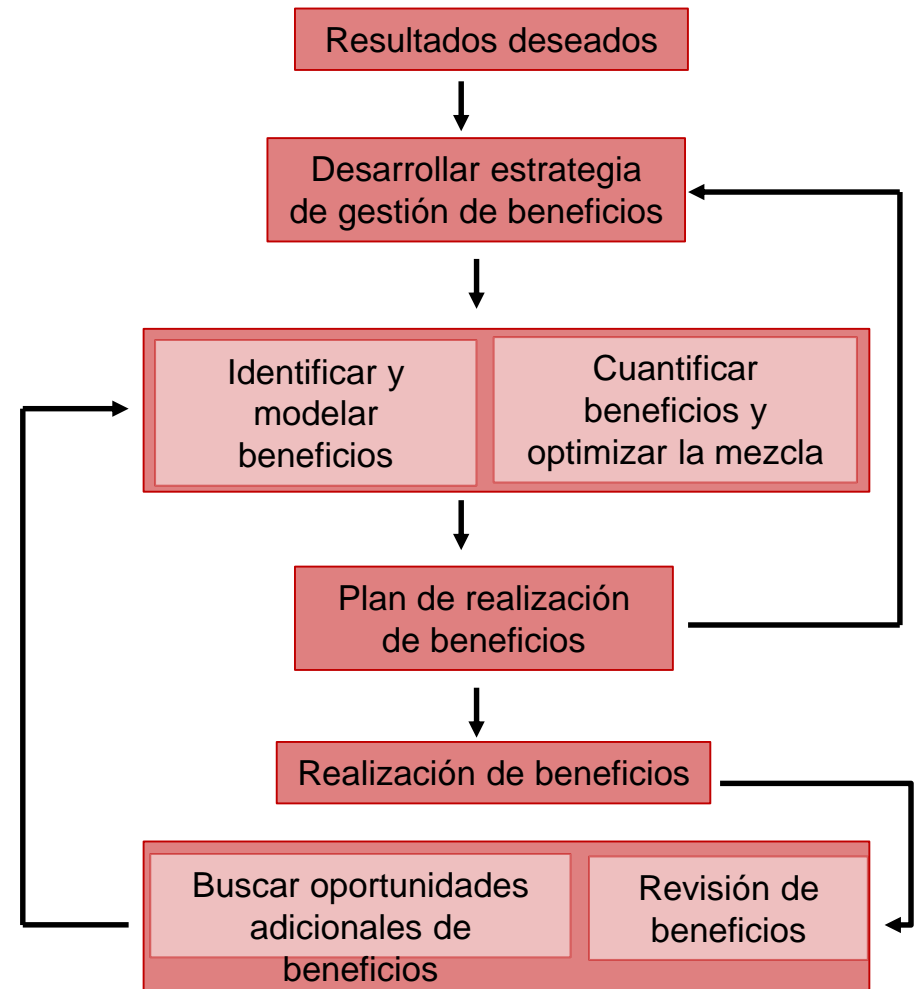 Resultados deseados
Desarrollar estrategia
de gestión de beneficios
Identificar y
modelar
beneficios
Cuantificar
beneficios y
optimizar la mezcla
Plan de realización
de beneficios
Realización de beneficios
Buscar oportunidades
adicionales de
beneficios
Revisión de
beneficios